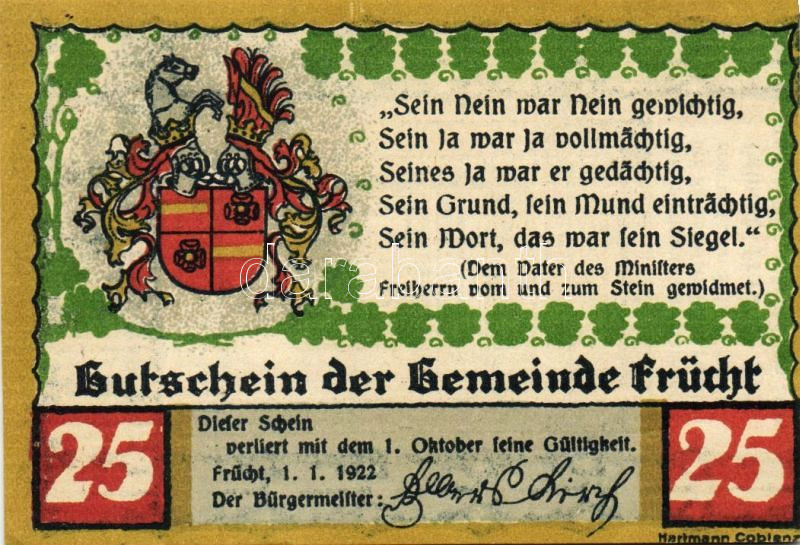 „Sein Nein war Nein gewichtig,
Sein Ja war Ja vollmächtig,
Seines Ja war er gedächtig,
Sein Grund, sein Mund einträchtig,
Sein Wort, das war sein Siegel.“
(Dem Vater des Ministers
Freiherrn vom und zum Stein gewidmet.)
darabanth
Gutschein der Gemeinde Frücht
25
Dieser Schein
verliert mit dem 1. Oktober seine Gültigkeit.
Frücht, 1. 1. 1922
Der Bürgermeister:
25
Hartmann Coblenz